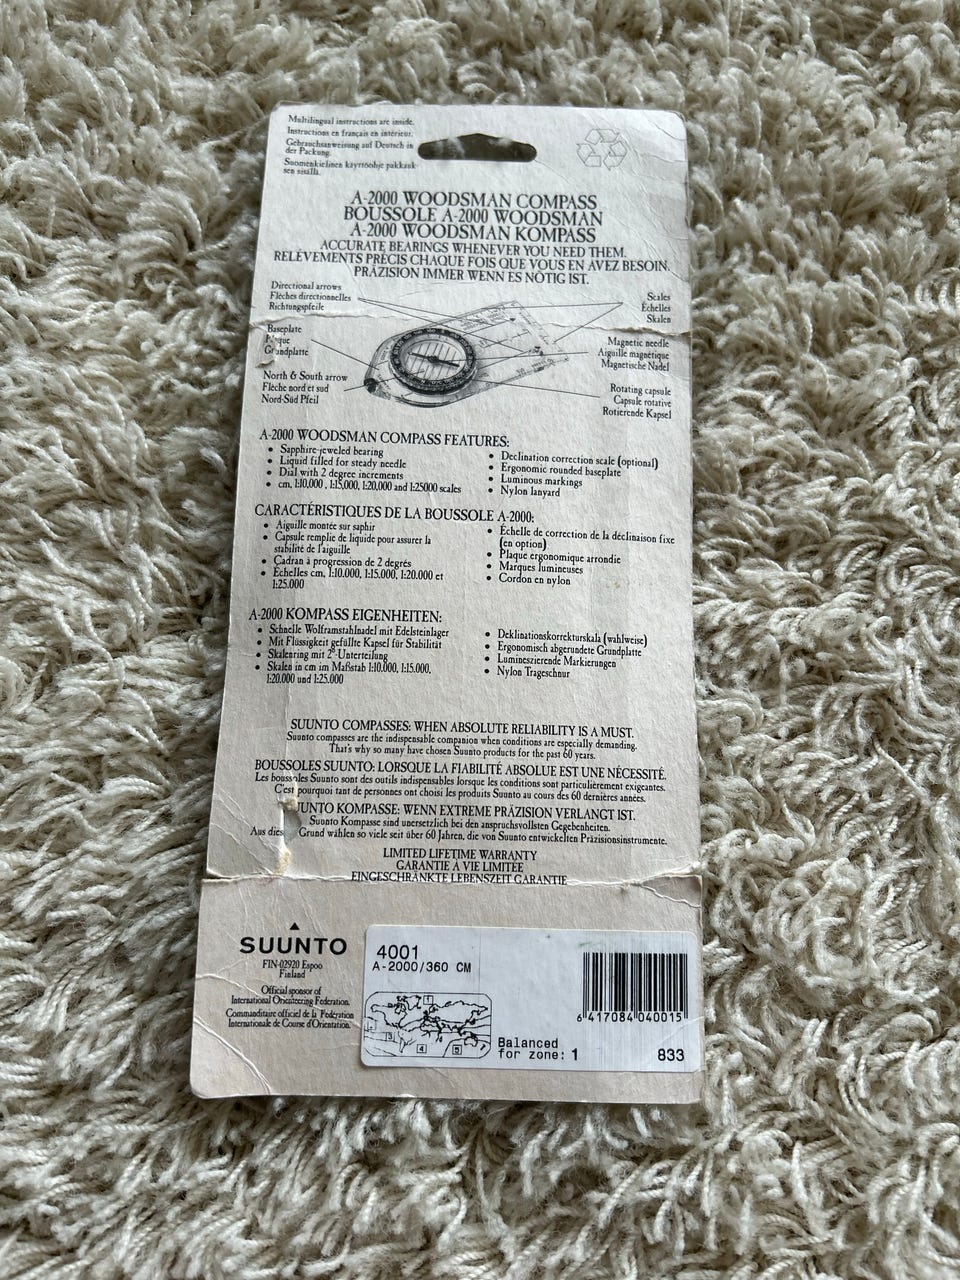 Multilingual instructions are inside.
Instructions en français en intérieur.
Gebrauchsanweisung auf Deutsch in
der Packung.
Suomenkielinen käyttöohje pakkauk-
sen sisällä.
A-2000 WOODSMAN COMPASS
BOUSSOLE A-2000 WOODSMAN
A-2000 WOODSMAN KOMPASS
ACCURATE BEARINGS WHENEVER YOU NEED THEM.
RELÉVEMENTS PRÉCIS CHAQUE FOIS QUE VOUS EN AVEZ BESOIN.
PRÄZISION IMMER WENN ES NÖTIG IST.
Directional arrows
Flèches directionnelles
Richtungspfeile
Baseplate
North & South arrow
Flèche nord et sud
Nord-Süd Pfeil
Scales
Échelles
Skalen
Magnetic needle
Aiguille magnétique
Magnetische Nadel
Rotating capsule
Capsule rotative
Rotierende Kapsel
A-2000 WOODSMAN COMPASS FEATURES:
• Sapphire-jeweled bearing
• Liquid filled for steady needle
• Dial with 2 degree increments
• cm, 1:10,000 , 1:15,000, 1:20,000 and 1:25000 scales
• Declination correction scale (optional)
• Ergonomic rounded baseplate
• Luminous markings
• Nylon lanyard
CARACTÉRISTIQUES DE LA BOUSSOLE A-2000:
• Aiguille montée sur saphir
• Capsule remplie de liquide pour assurer la
stabilité de l'aiguille
• Cadran à progression de 2 degrés
• Échelles cm, 1:10.000, 1:15.000, 1:20.000 et
1:25.000
• Échelle de correction de la déclinaison fixe
(en option)
• Plaque ergonomique arrondie
• Marques lumineuses
• Cordon en nylon
A-2000 KOMPASS EIGENHEITEN:
• Schnelle Wolframstahlnadel mit Edelsteinlager
• Mit Flüssigkeit gefüllte Kapsel für Stabilität
• Skalenring mit 2°-Unterteilung
• Skalen in cm im Maßstab 1:10.000, 1:15.000,
1:20.000 und 1:25.000
• Deklinationskorrekturskala (wahlweise)
• Ergonomisch abgerundete Grundplatte
• Lumineszierende Markierungen
• Nylon Trageschnur
SUUNTO COMPASSES: WHEN ABSOLUTE RELIABILITY IS A MUST.
Suunto compasses are the indispensable companion when conditions are especially demanding.
That's why so many have chosen Suunto products for the past 60 years.
BOUSSOLES SUUNTO: LORSQUE LA FIABILITÉ ABSOLUE EST UNE NÉCESSITÉ.
Les boussoles Suunto sont des outils indispensables lorsque les conditions sont particulièrement exigeantes.
C'est pourquoi tant de personnes ont choisi les produits Suunto au cours des 60 dernières années.
UUNTO KOMPASSE: WENN EXTREME PRÄZISION VERLANGT IST.
Suunto Kompasse sind unersetzlich bei den anspruchsvollsten Gegebenheiten.
Aus dies Grund wählen so viele seit über 60 Jahren, die von Suunto entwickelten Präzisionsinstrumente.
LIMITED LIFETIME WARRANTY
GARANTIE À VIE LIMITÉE
EINGESCHRÄNKTE LEBENSZEIT GARANTIE
SUUNTO
FIN-02920 Espoo
Finland
Official sponsor of
International Orienteering Federation.
Commanditaire officiel de la Fédération
Internationale de Course d'Orientation.
4001
A-2000/360 CM
1
3
4
5
Balanced
for zone: 1
6 417084 040015
833